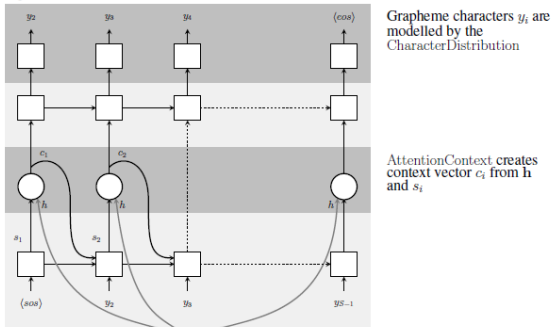 y₂ y₃ y₄ ⟨eos⟩
Grapheme characters yᵢ are
modelled by the
CharacterDistribution
c₁ c₂
AttentionContext creates
context vector cᵢ from h
and sᵢ
h h h
s₁ s₂
⟨sos⟩ y₂ y₃ yS−1